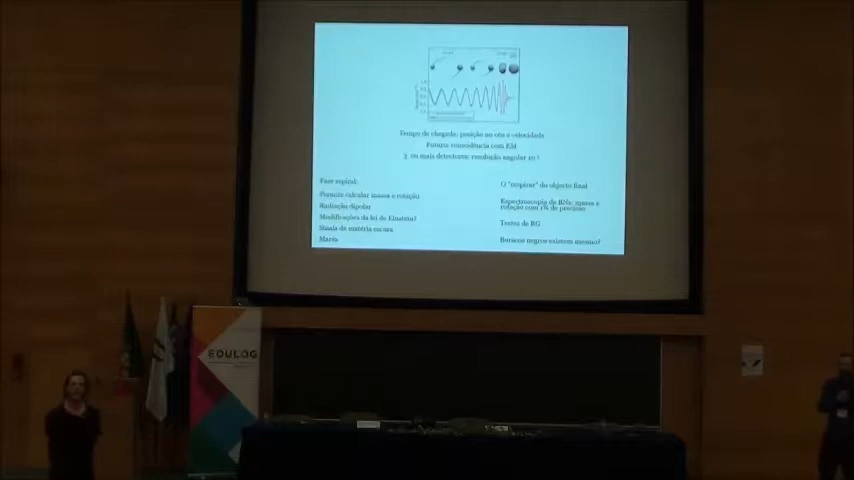 Tempo de chegada: posição no céu e velocidade
Futuro: coincidência com EM
3 ou mais detectores: resolução angular 10
Fase espiral:
Permite calcular massa e rotação
Radiação dipolar
Modificações da lei de Einstein?
Sinais de matéria escura
Marés
O "respirar" do objecto final
Espectroscopia de BNs: massa e
rotação com 1% de precisão
Testes de RG
Buracos negros existem mesmo?
EDULOG